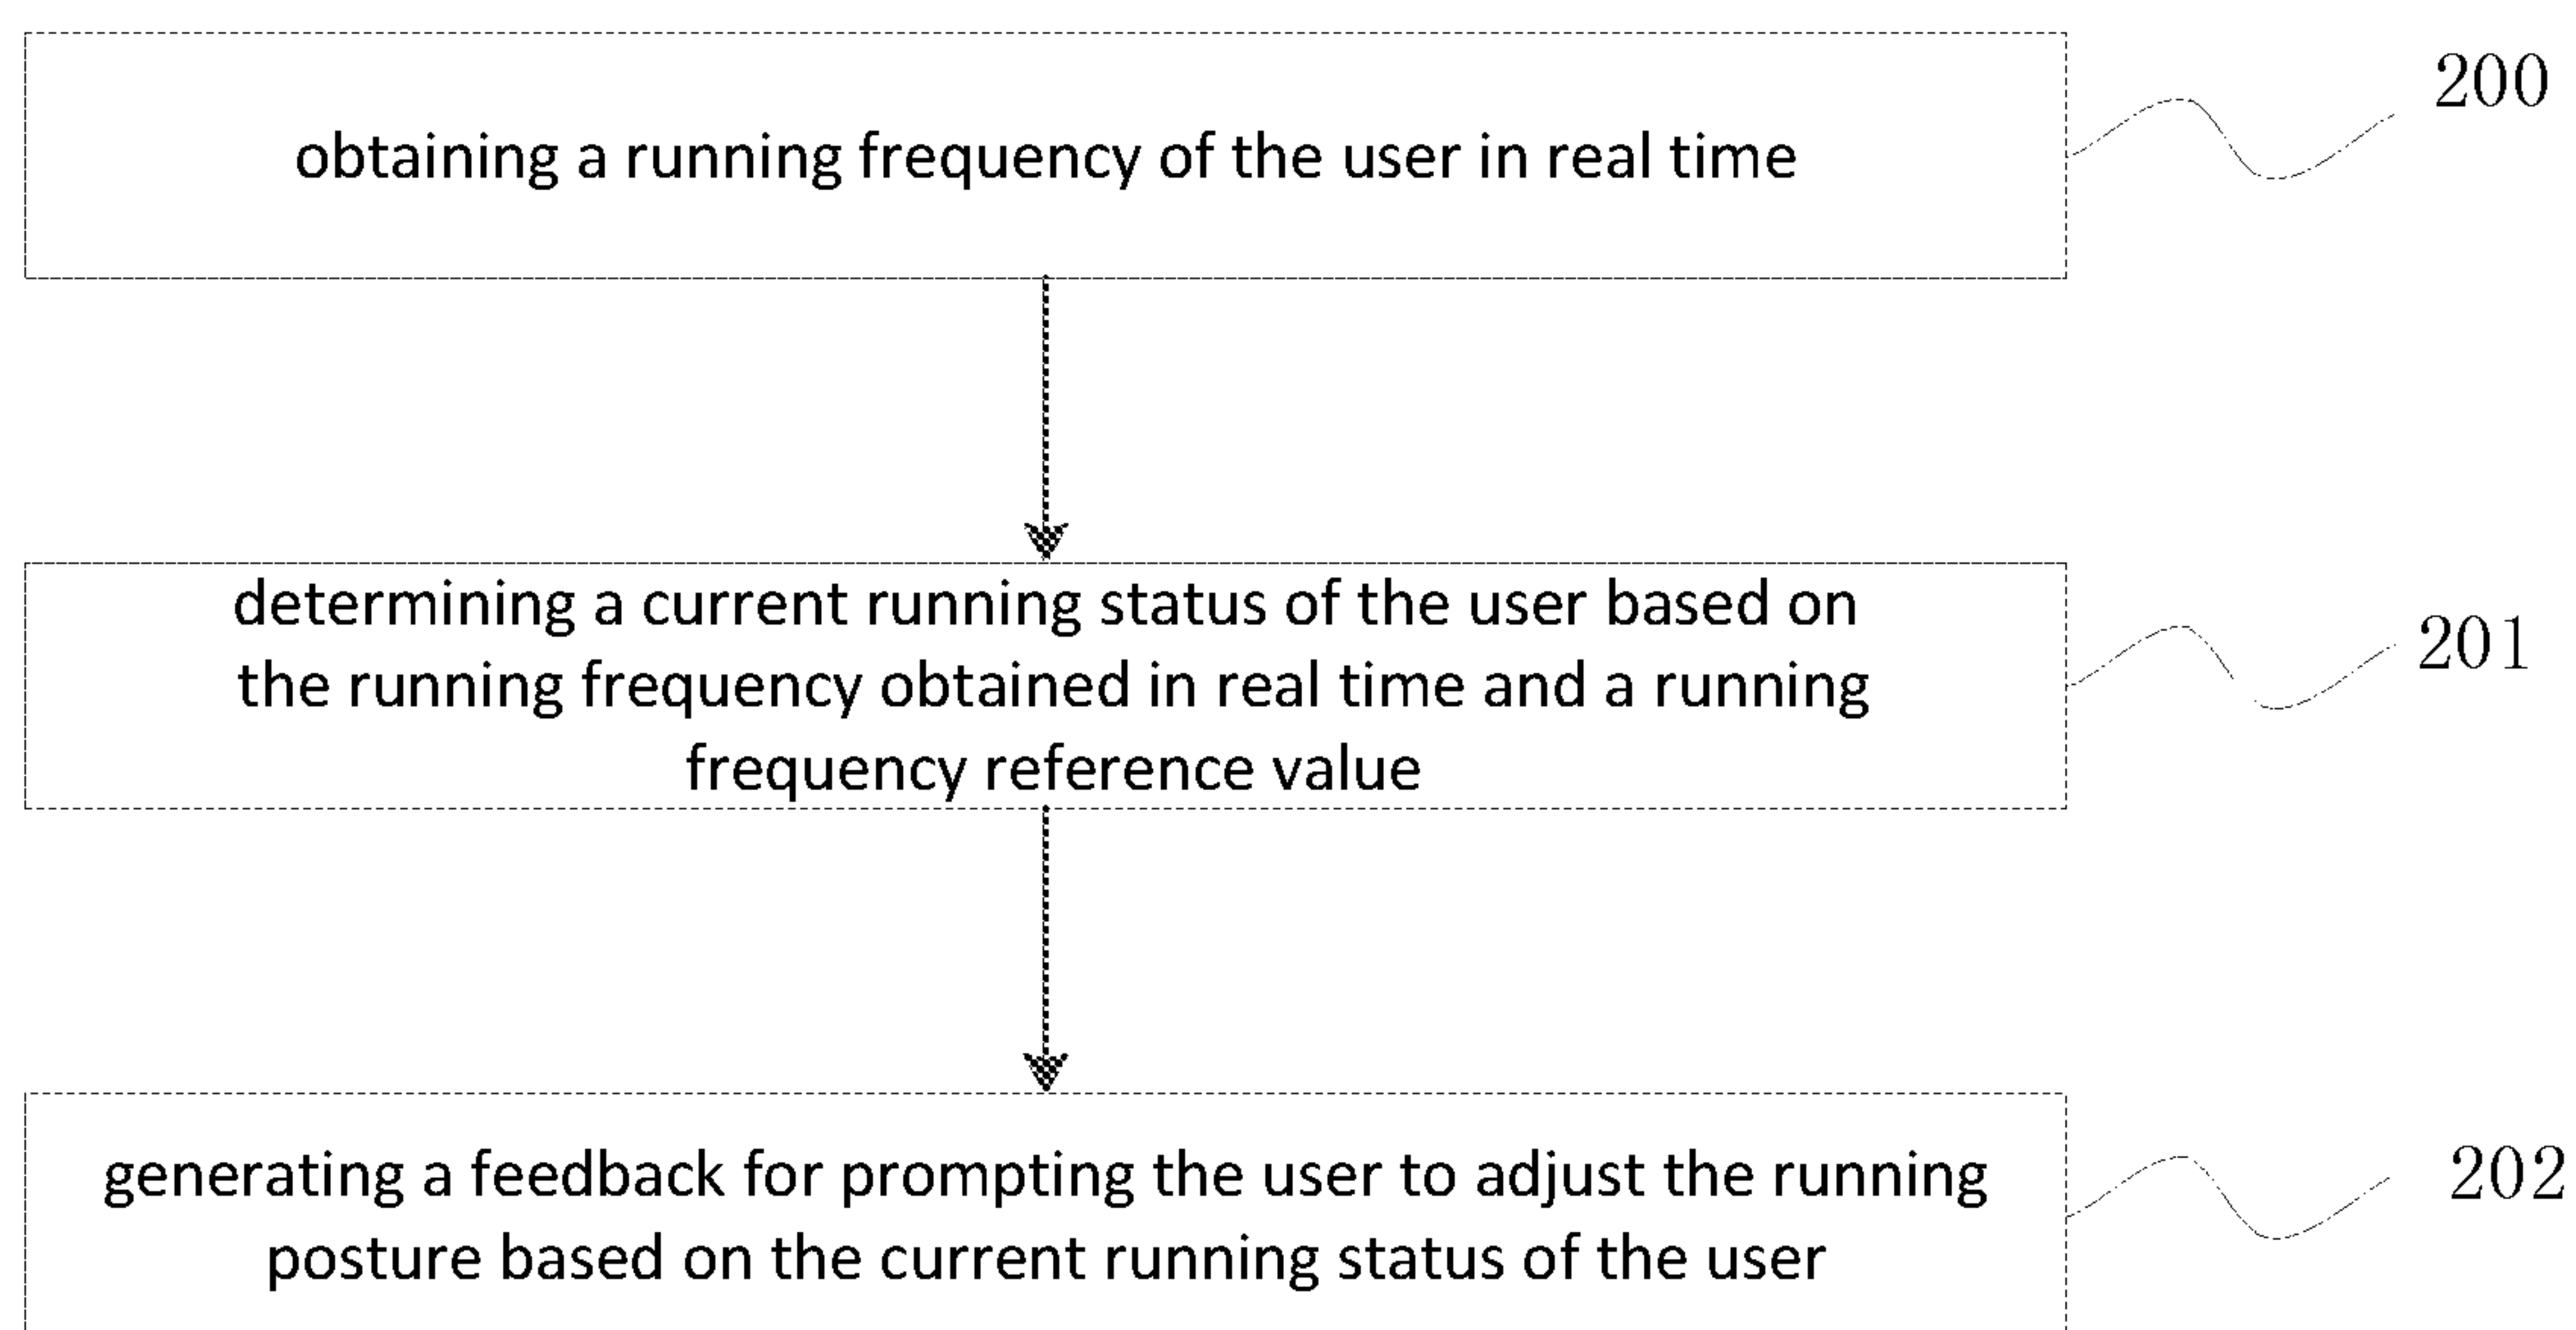 200
obtaining a running frequency of the user in real time
determining a current running status of the user based on
the running frequency obtained in real time and a running
frequency reference value
201
generating a feedback for prompting the user to adjust the running
posture based on the current running status of the user
202